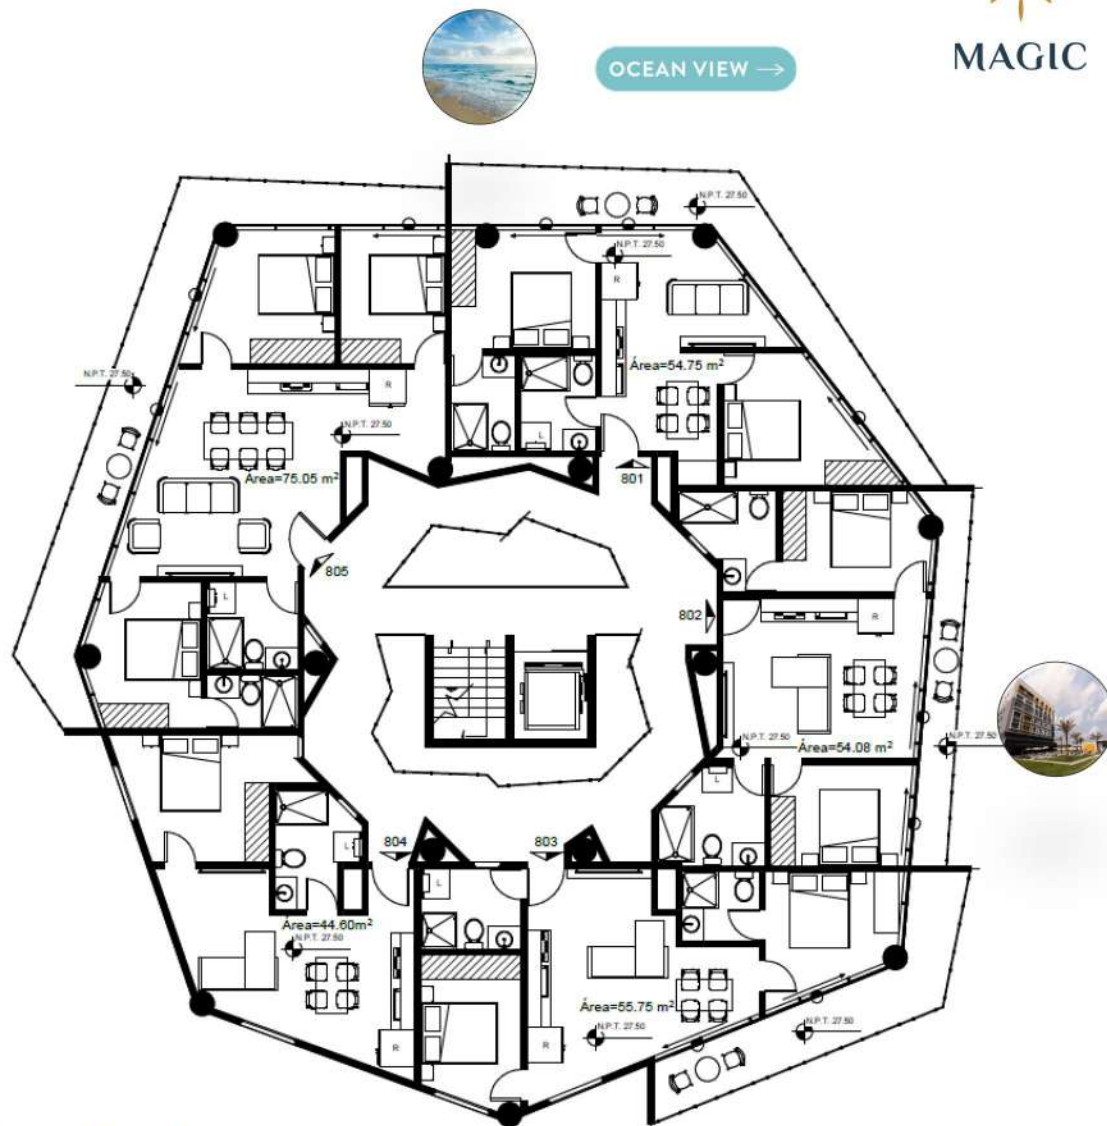 OCEAN VIEW →
MAGIC
N.P.T. 27.50
N.P.T. 27.50
R
Área=54.75 m²
N.P.T. 27.50
R
N.P.T. 27.50
L
801
Área=75.05 m²
805
L
802
R
N.P.T. 27.50
Área=54.08 m²
N.P.T. 27.50
L
804
803
L
L
Área=44.60m²
N.P.T. 27.50
Área=55.75 m²
N.P.T. 27.50
N.P.T. 27.50
R
R